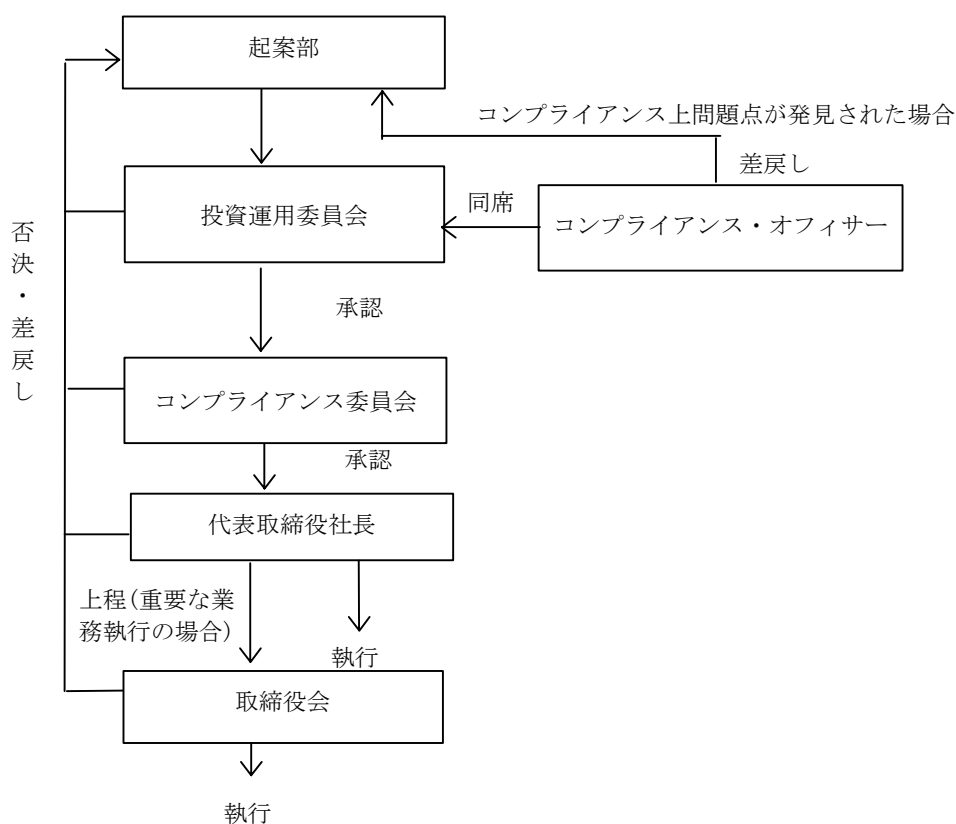 起案部
コンプライアンス上問題点が発見された場合
差戻し
投資運用委員会
同席
コンプライアンス・オフィサー
否決・差戻し
承認
コンプライアンス委員会
承認
代表取締役社長
上程(重要な業
務執行の場合)
執行
取締役会
執行